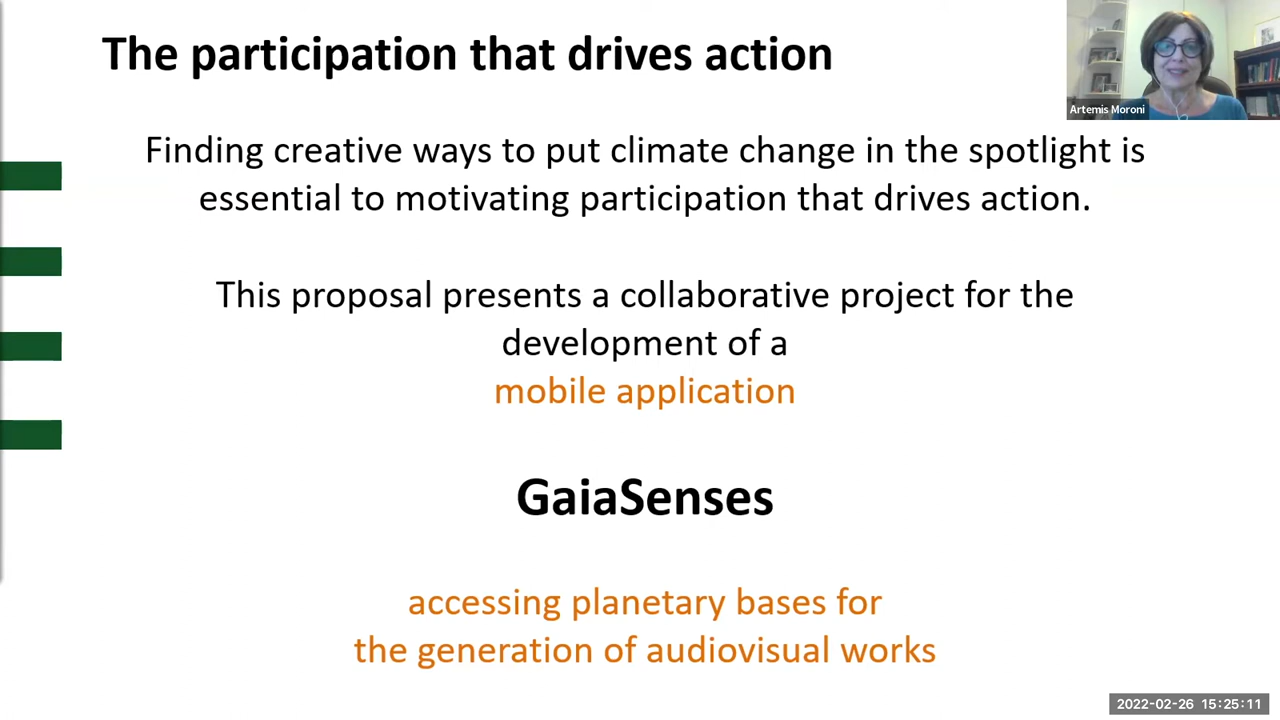 The participation that drives action
Artemis Moroni
Finding creative ways to put climate change in the spotlight is
essential to motivating participation that drives action.
This proposal presents a collaborative project for the
development of a
mobile application
GaiaSenses
accessing planetary bases for
the generation of audiovisual works
2022-02-26 15:25:11